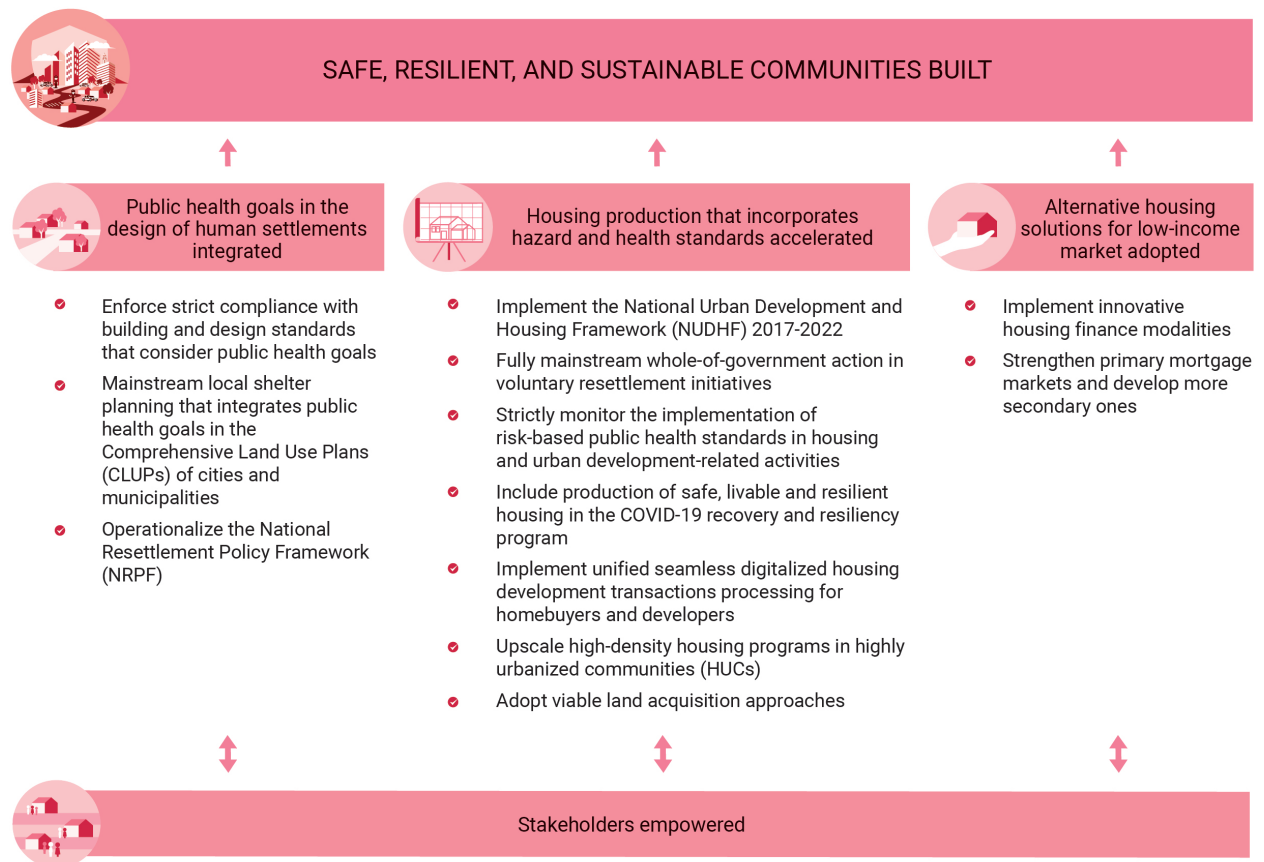 SAFE, RESILIENT, AND SUSTAINABLE COMMUNITIES BUILT
Public health goals in the
design of human settlements
integrated
Enforce strict compliance with
building and design standards
that consider public health goals
Mainstream local shelter
planning that integrates public
health goals in the
Comprehensive Land Use Plans
(CLUPs) of cities and
municipalities
Operationalize the National
Resettlement Policy Framework
(NRPF)
Housing production that incorporates
hazard and health standards accelerated
Implement the National Urban Development and
Housing Framework (NUDHF) 2017-2022
Fully mainstream whole-of-government action in
voluntary resettlement initiatives
Strictly monitor the implementation of
risk-based public health standards in housing
and urban development-related activities
Include production of safe, livable and resilient
housing in the COVID-19 recovery and resiliency
program
Implement unified seamless digitalized housing
development transactions processing for
homebuyers and developers
Upscale high-density housing programs in highly
urbanized communities (HUCs)
Adopt viable land acquisition approaches
Alternative housing
solutions for low-income
market adopted
Implement innovative
housing finance modalities
Strengthen primary mortgage
markets and develop more
secondary ones
Stakeholders empowered